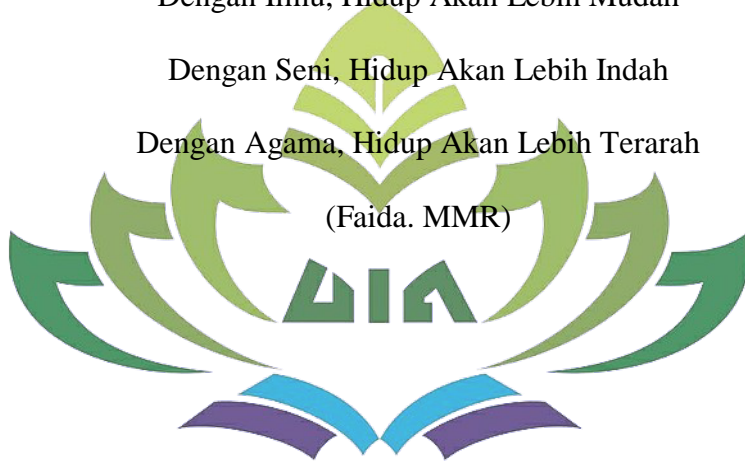 Dengan Ilmu, Hidup Akan Lebih Mudah
Dengan Seni, Hidup Akan Lebih Indah
Dengan Agama, Hidup Akan Lebih Terarah
(Faida. MMR)
UIN